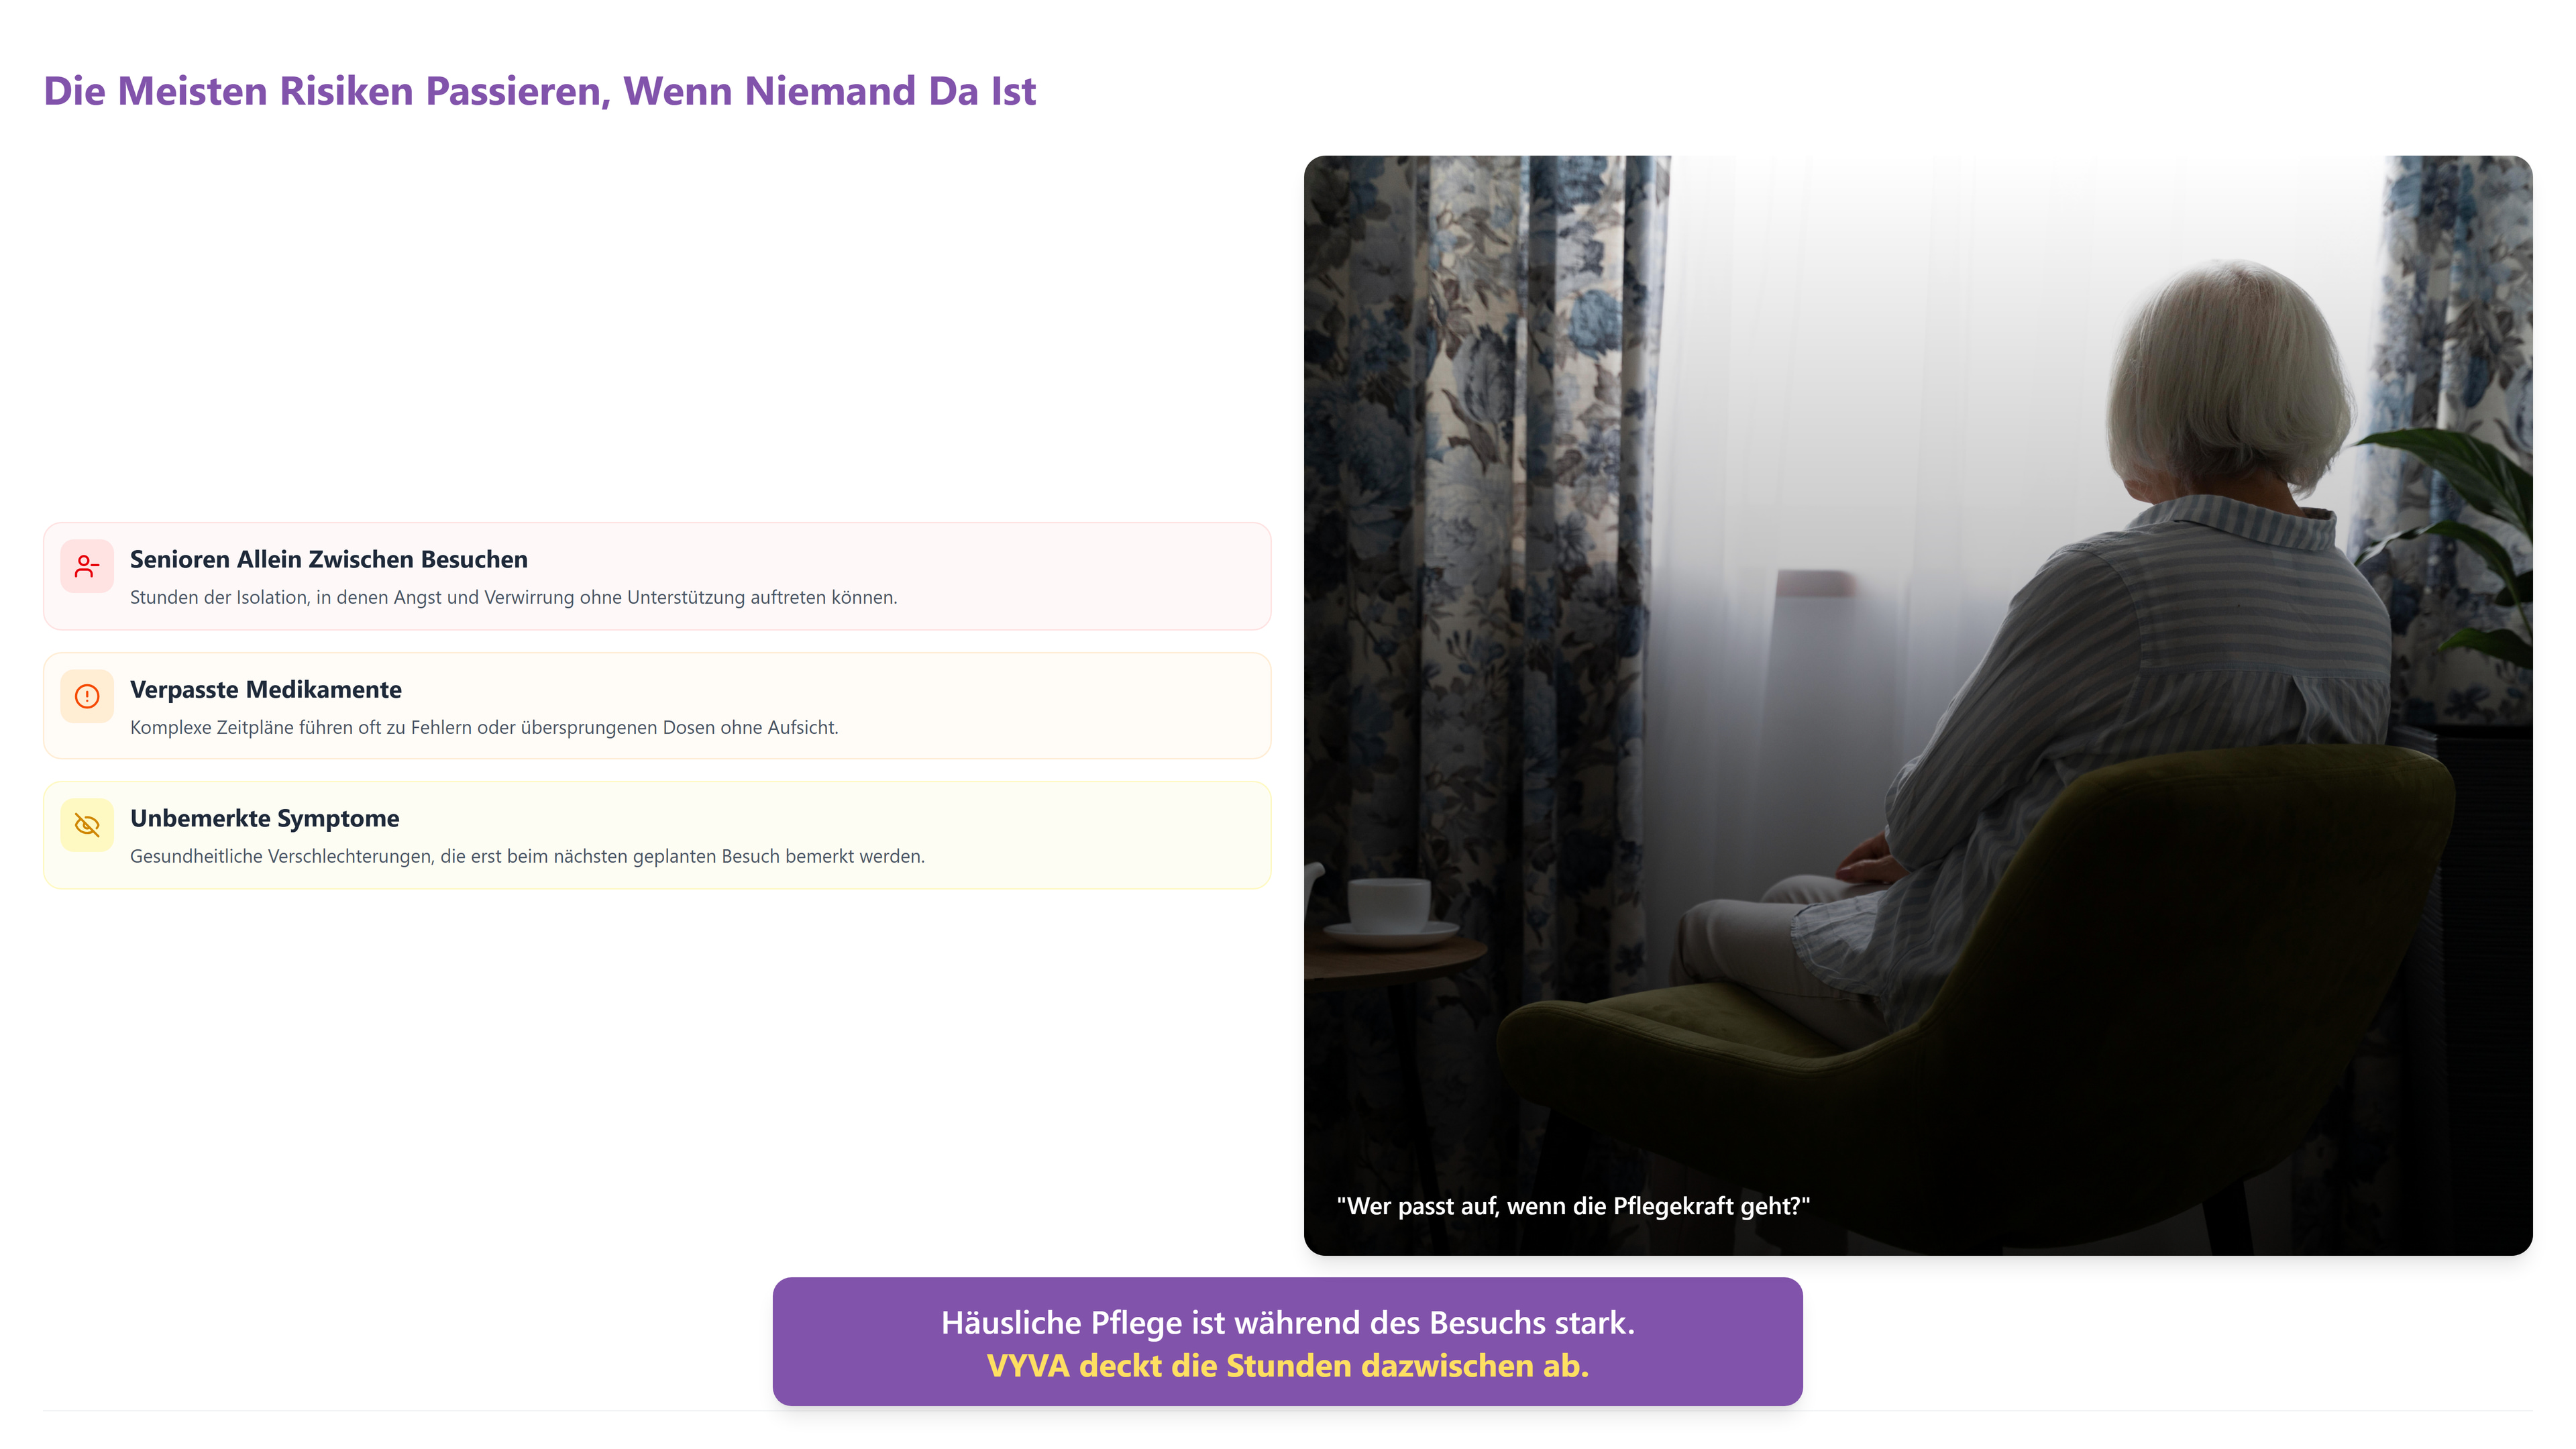 Die Meisten Risiken Passieren, Wenn Niemand Da Ist
Senioren Allein Zwischen Besuchen
Stunden der Isolation, in denen Angst und Verwirrung ohne Unterstützung auftreten können.
Verpasste Medikamente
Komplexe Zeitpläne führen oft zu Fehlern oder übersprungenen Dosen ohne Aufsicht.
Unbemerkte Symptome
Gesundheitliche Verschlechterungen, die erst beim nächsten geplanten Besuch bemerkt werden.
"Wer passt auf, wenn die Pflegekraft geht?"
Häusliche Pflege ist während des Besuchs stark.
VYVA deckt die Stunden dazwischen ab.